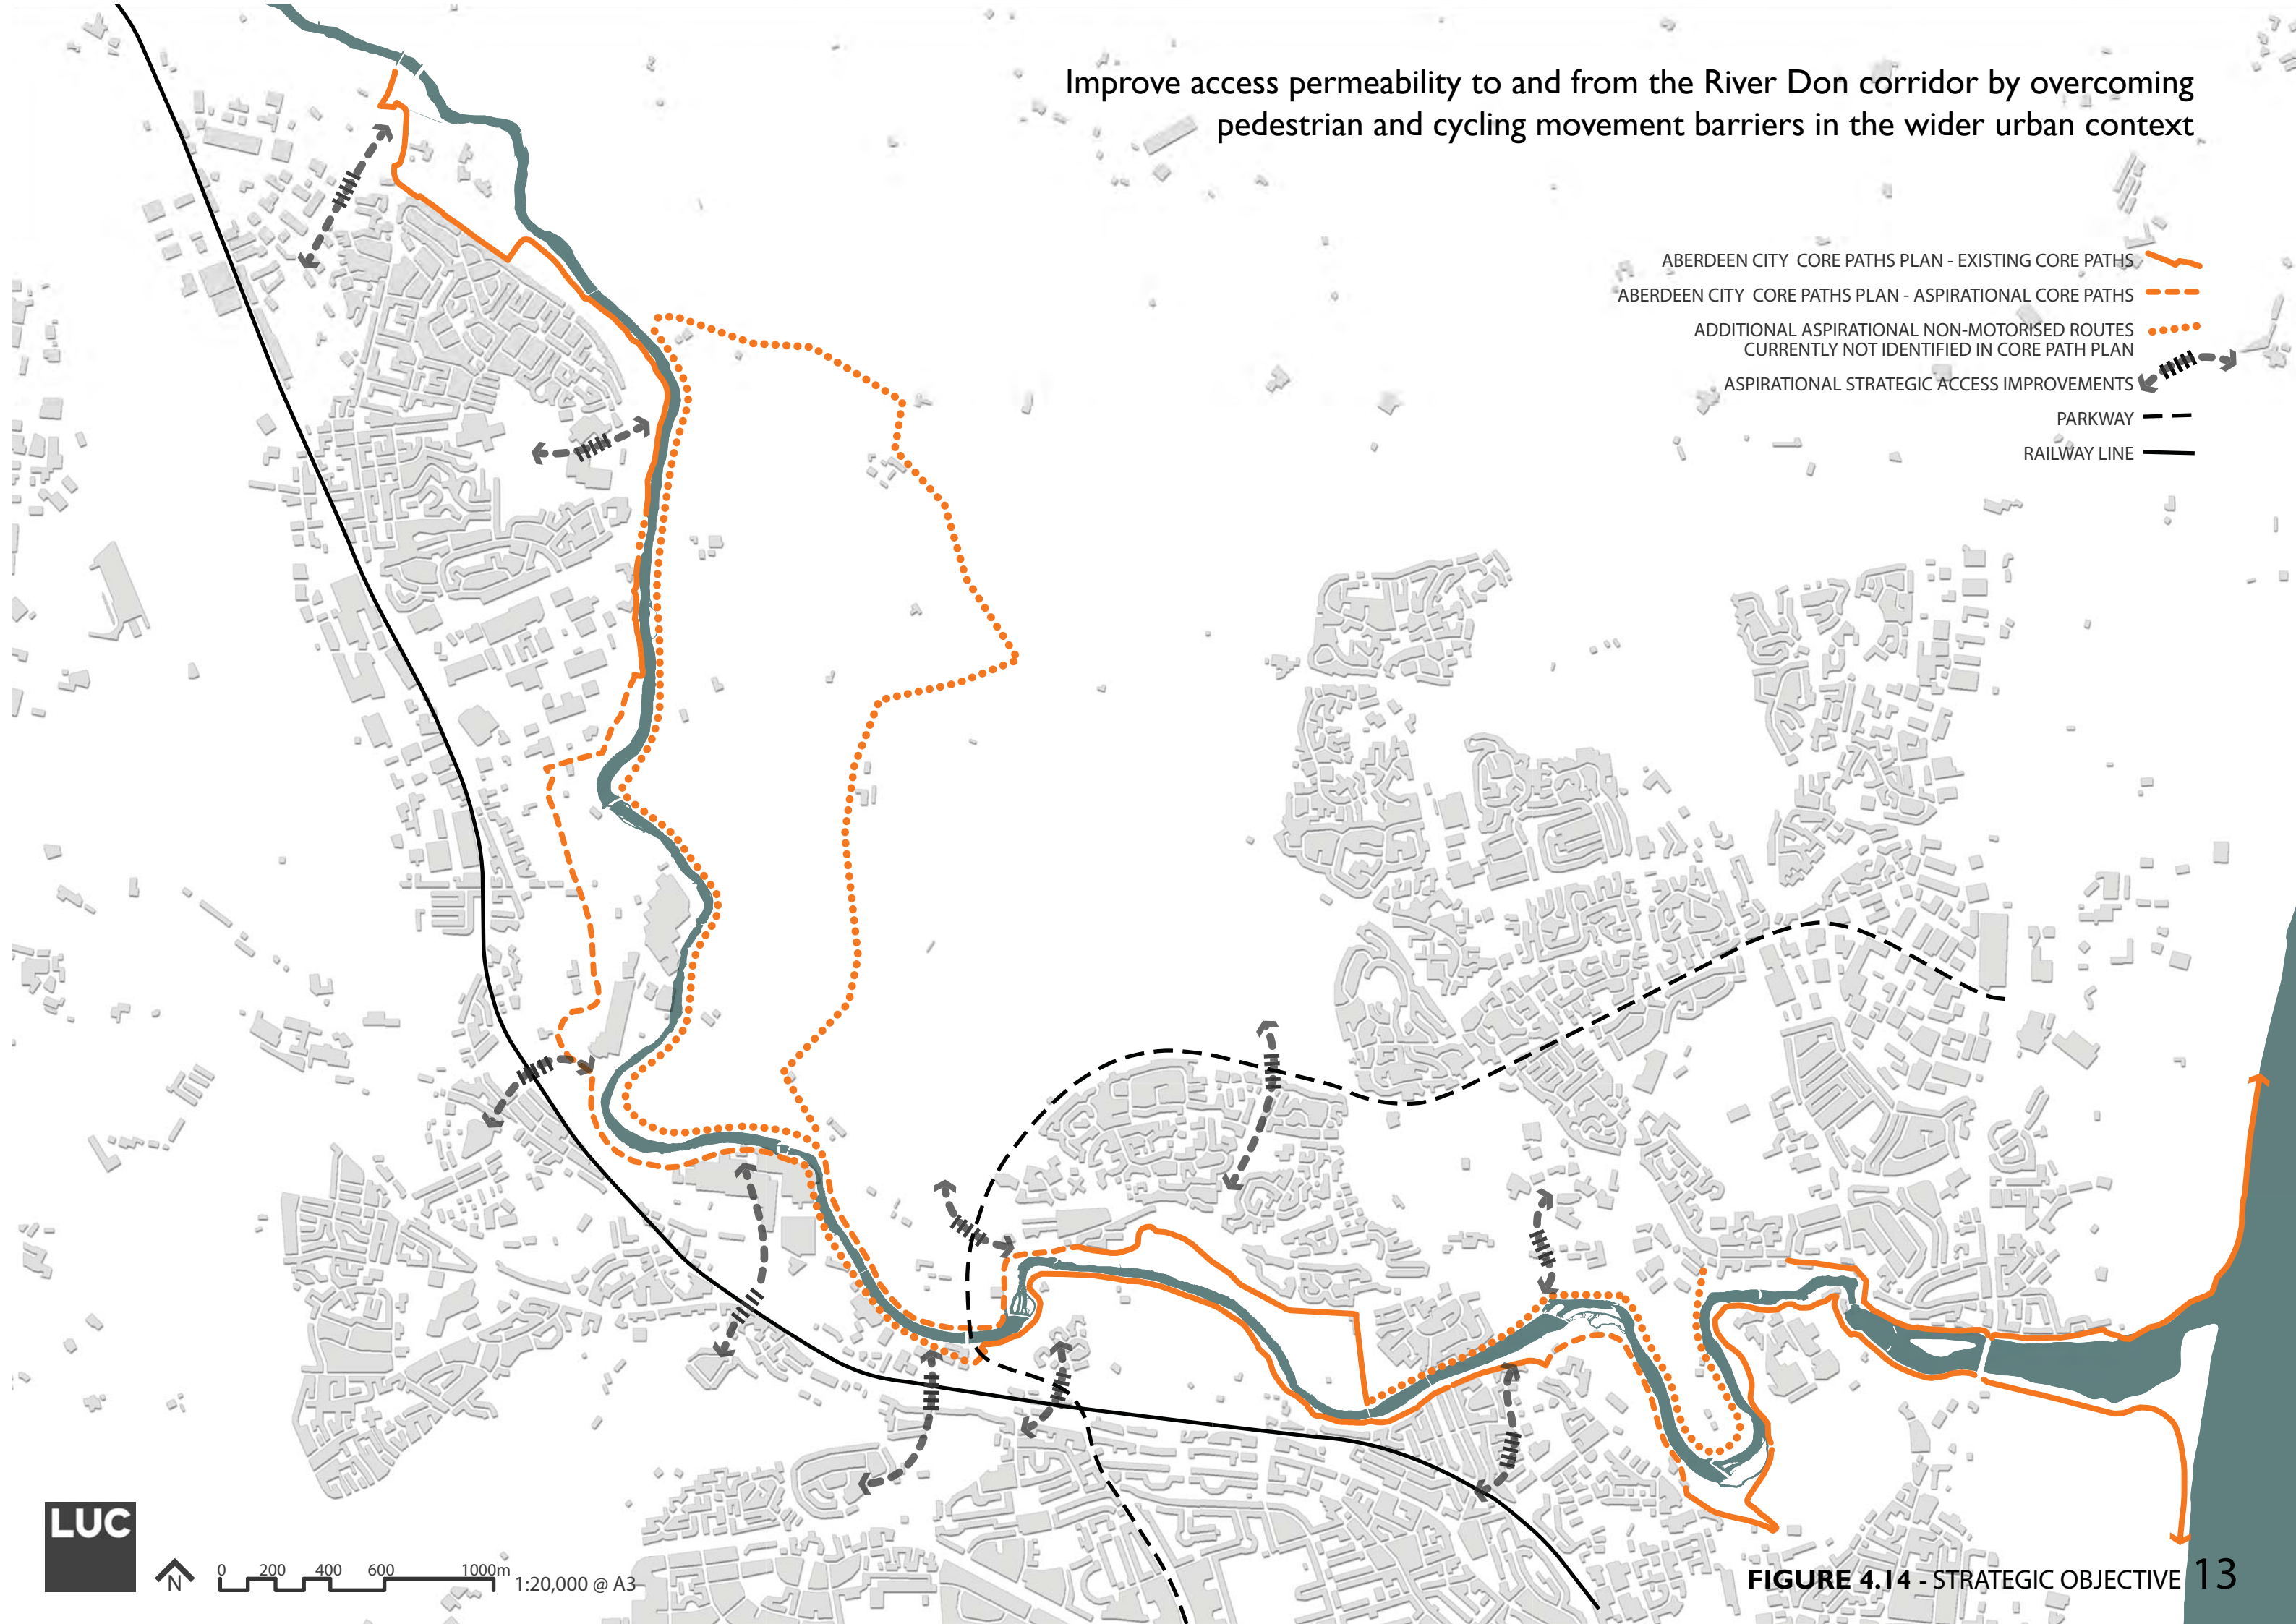 Improve access permeability to and from the River Don corridor by overcoming
pedestrian and cycling movement barriers in the wider urban context
ABERDEEN CITY CORE PATHS PLAN - EXISTING CORE PATHS
ABERDEEN CITY CORE PATHS PLAN - ASPIRATIONAL CORE PATHS
ADDITIONAL ASPIRATIONAL NON-MOTORISED ROUTES
CURRENTLY NOT IDENTIFIED IN CORE PATH PLAN
ASPIRATIONAL STRATEGIC ACCESS IMPROVEMENTS
PARKWAY
RAILWAY LINE
LUC
N
0 200 400 600 1000m
1:20,000 @ A3
FIGURE 4.14 - STRATEGIC OBJECTIVE 13